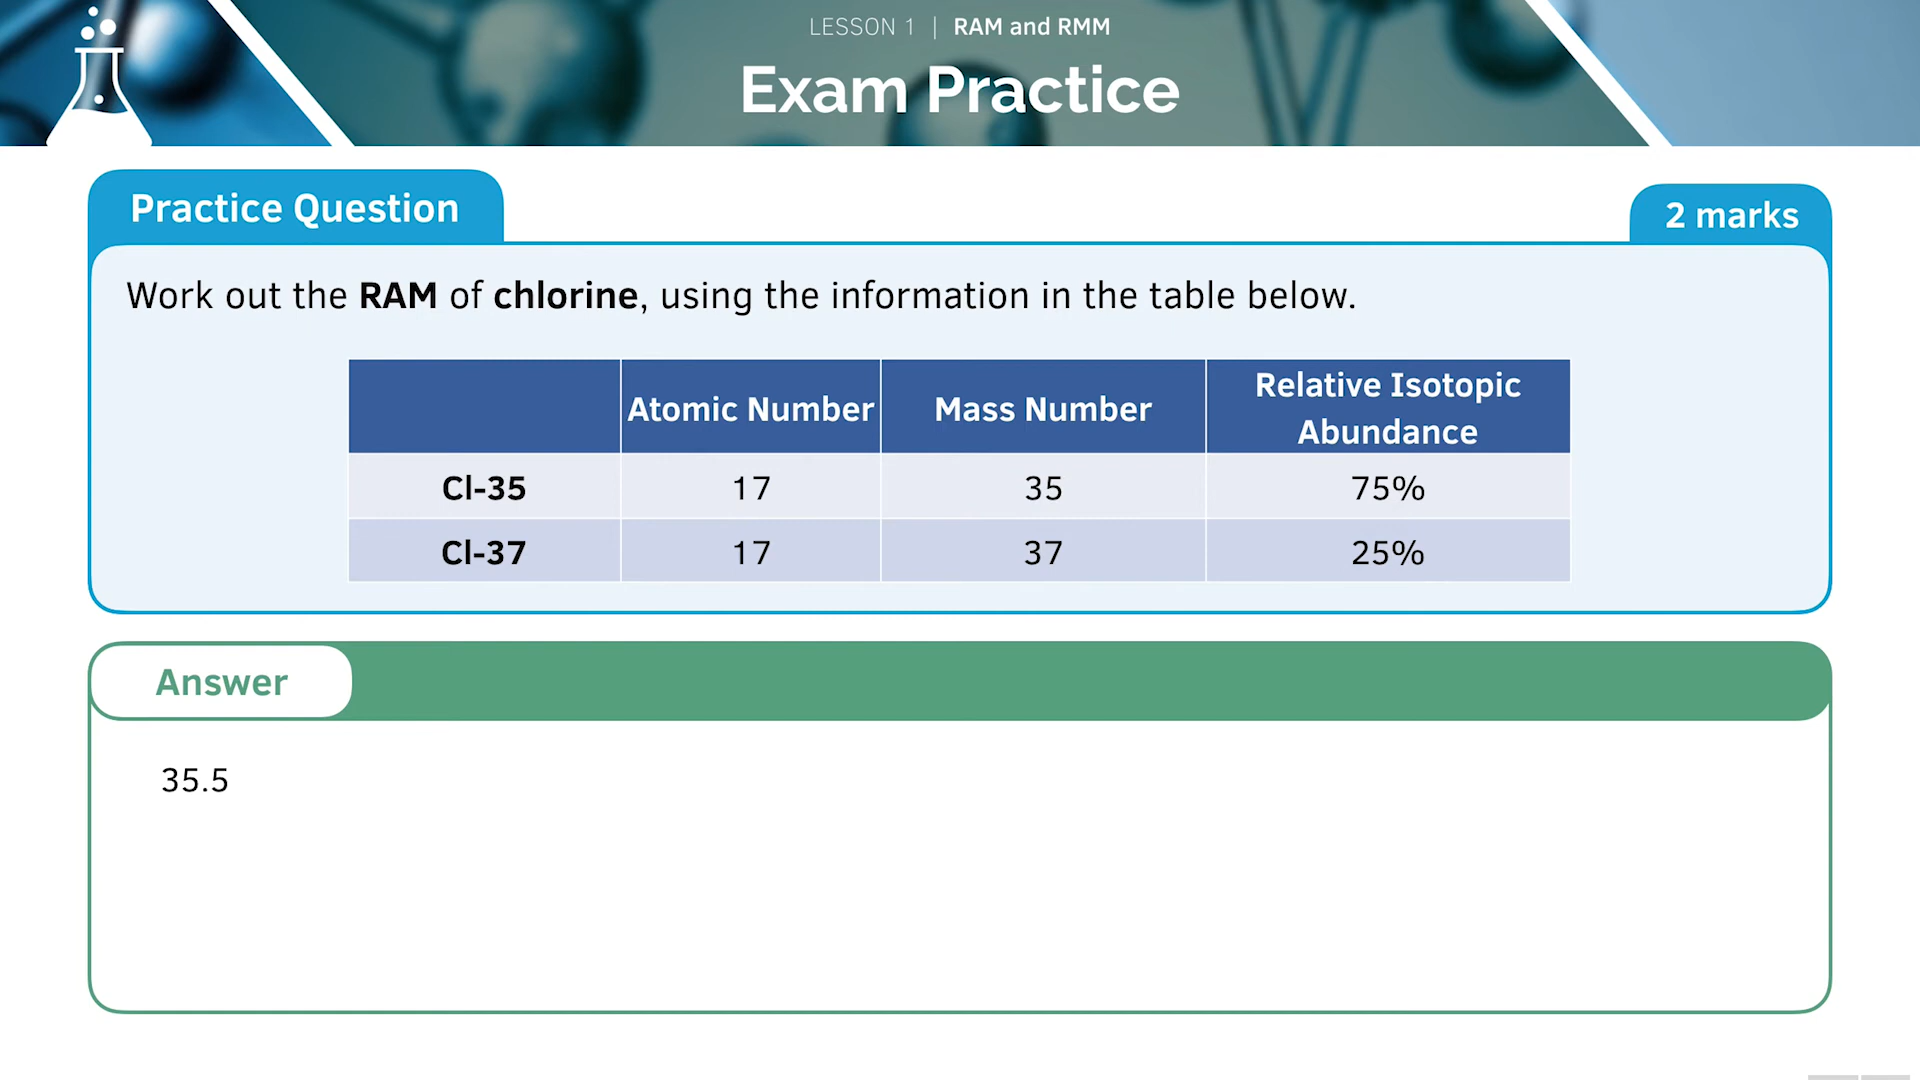 LESSON 1 | RAM and RMM
Exam Practice
Practice Question
2 marks
Work out the RAM of chlorine, using the information in the table below.
Atomic Number Mass Number Relative Isotopic Abundance
Cl-35 17 35 75%
Cl-37 17 37 25%
Answer
35.5